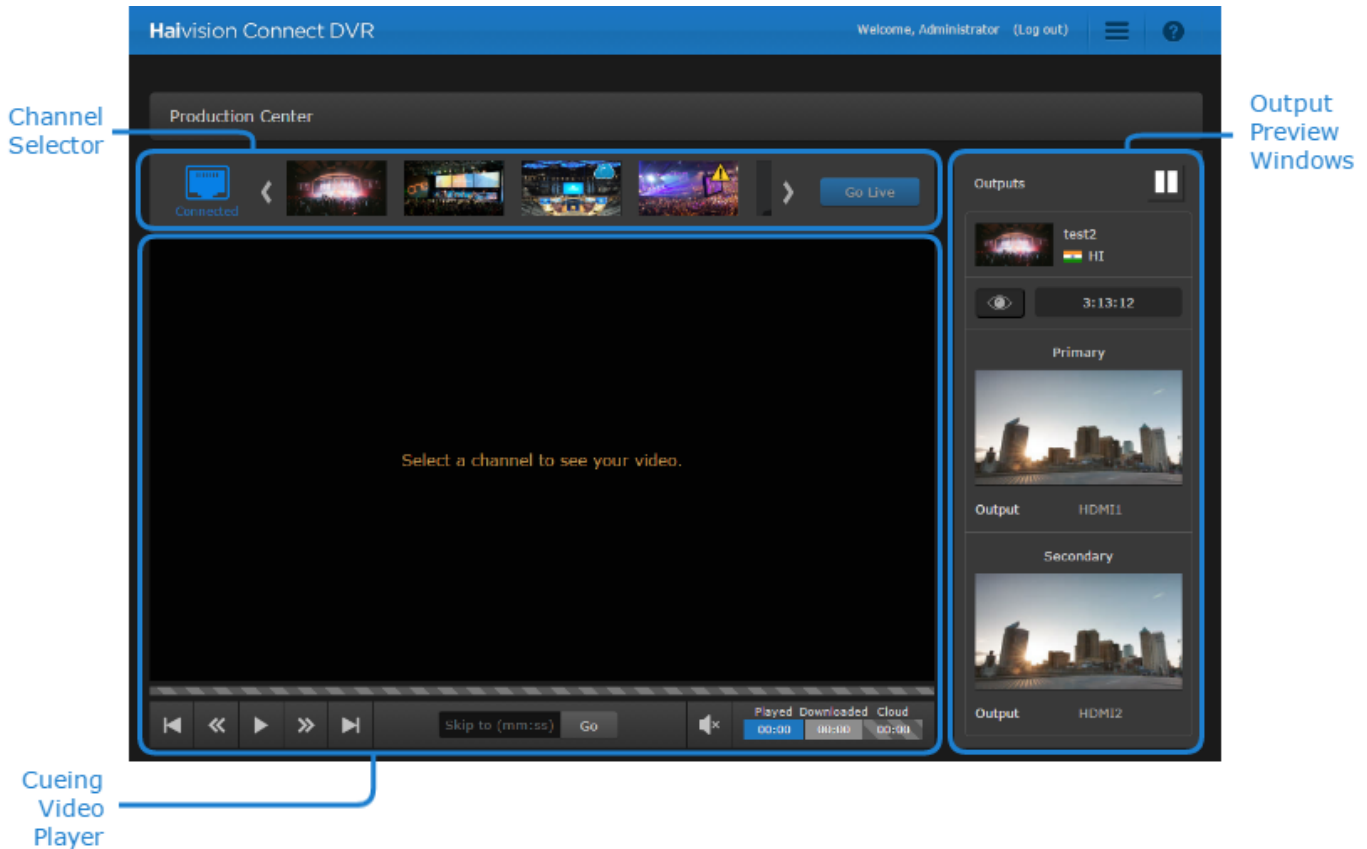 Haivision Connect DVR
Welcome, Administrator (Log out)
?
Channel
Selector
Production Center
Output
Preview
Windows
Connected
Go Live
Outputs
test2
HI
3:13:12
Primary
Output HDMI1
Secondary
Output HDMI2
Select a channel to see your video.
Skip to (mm:ss) Go
Played Downloaded Cloud
00:00 00:00 00:00
Cueing
Video
Player